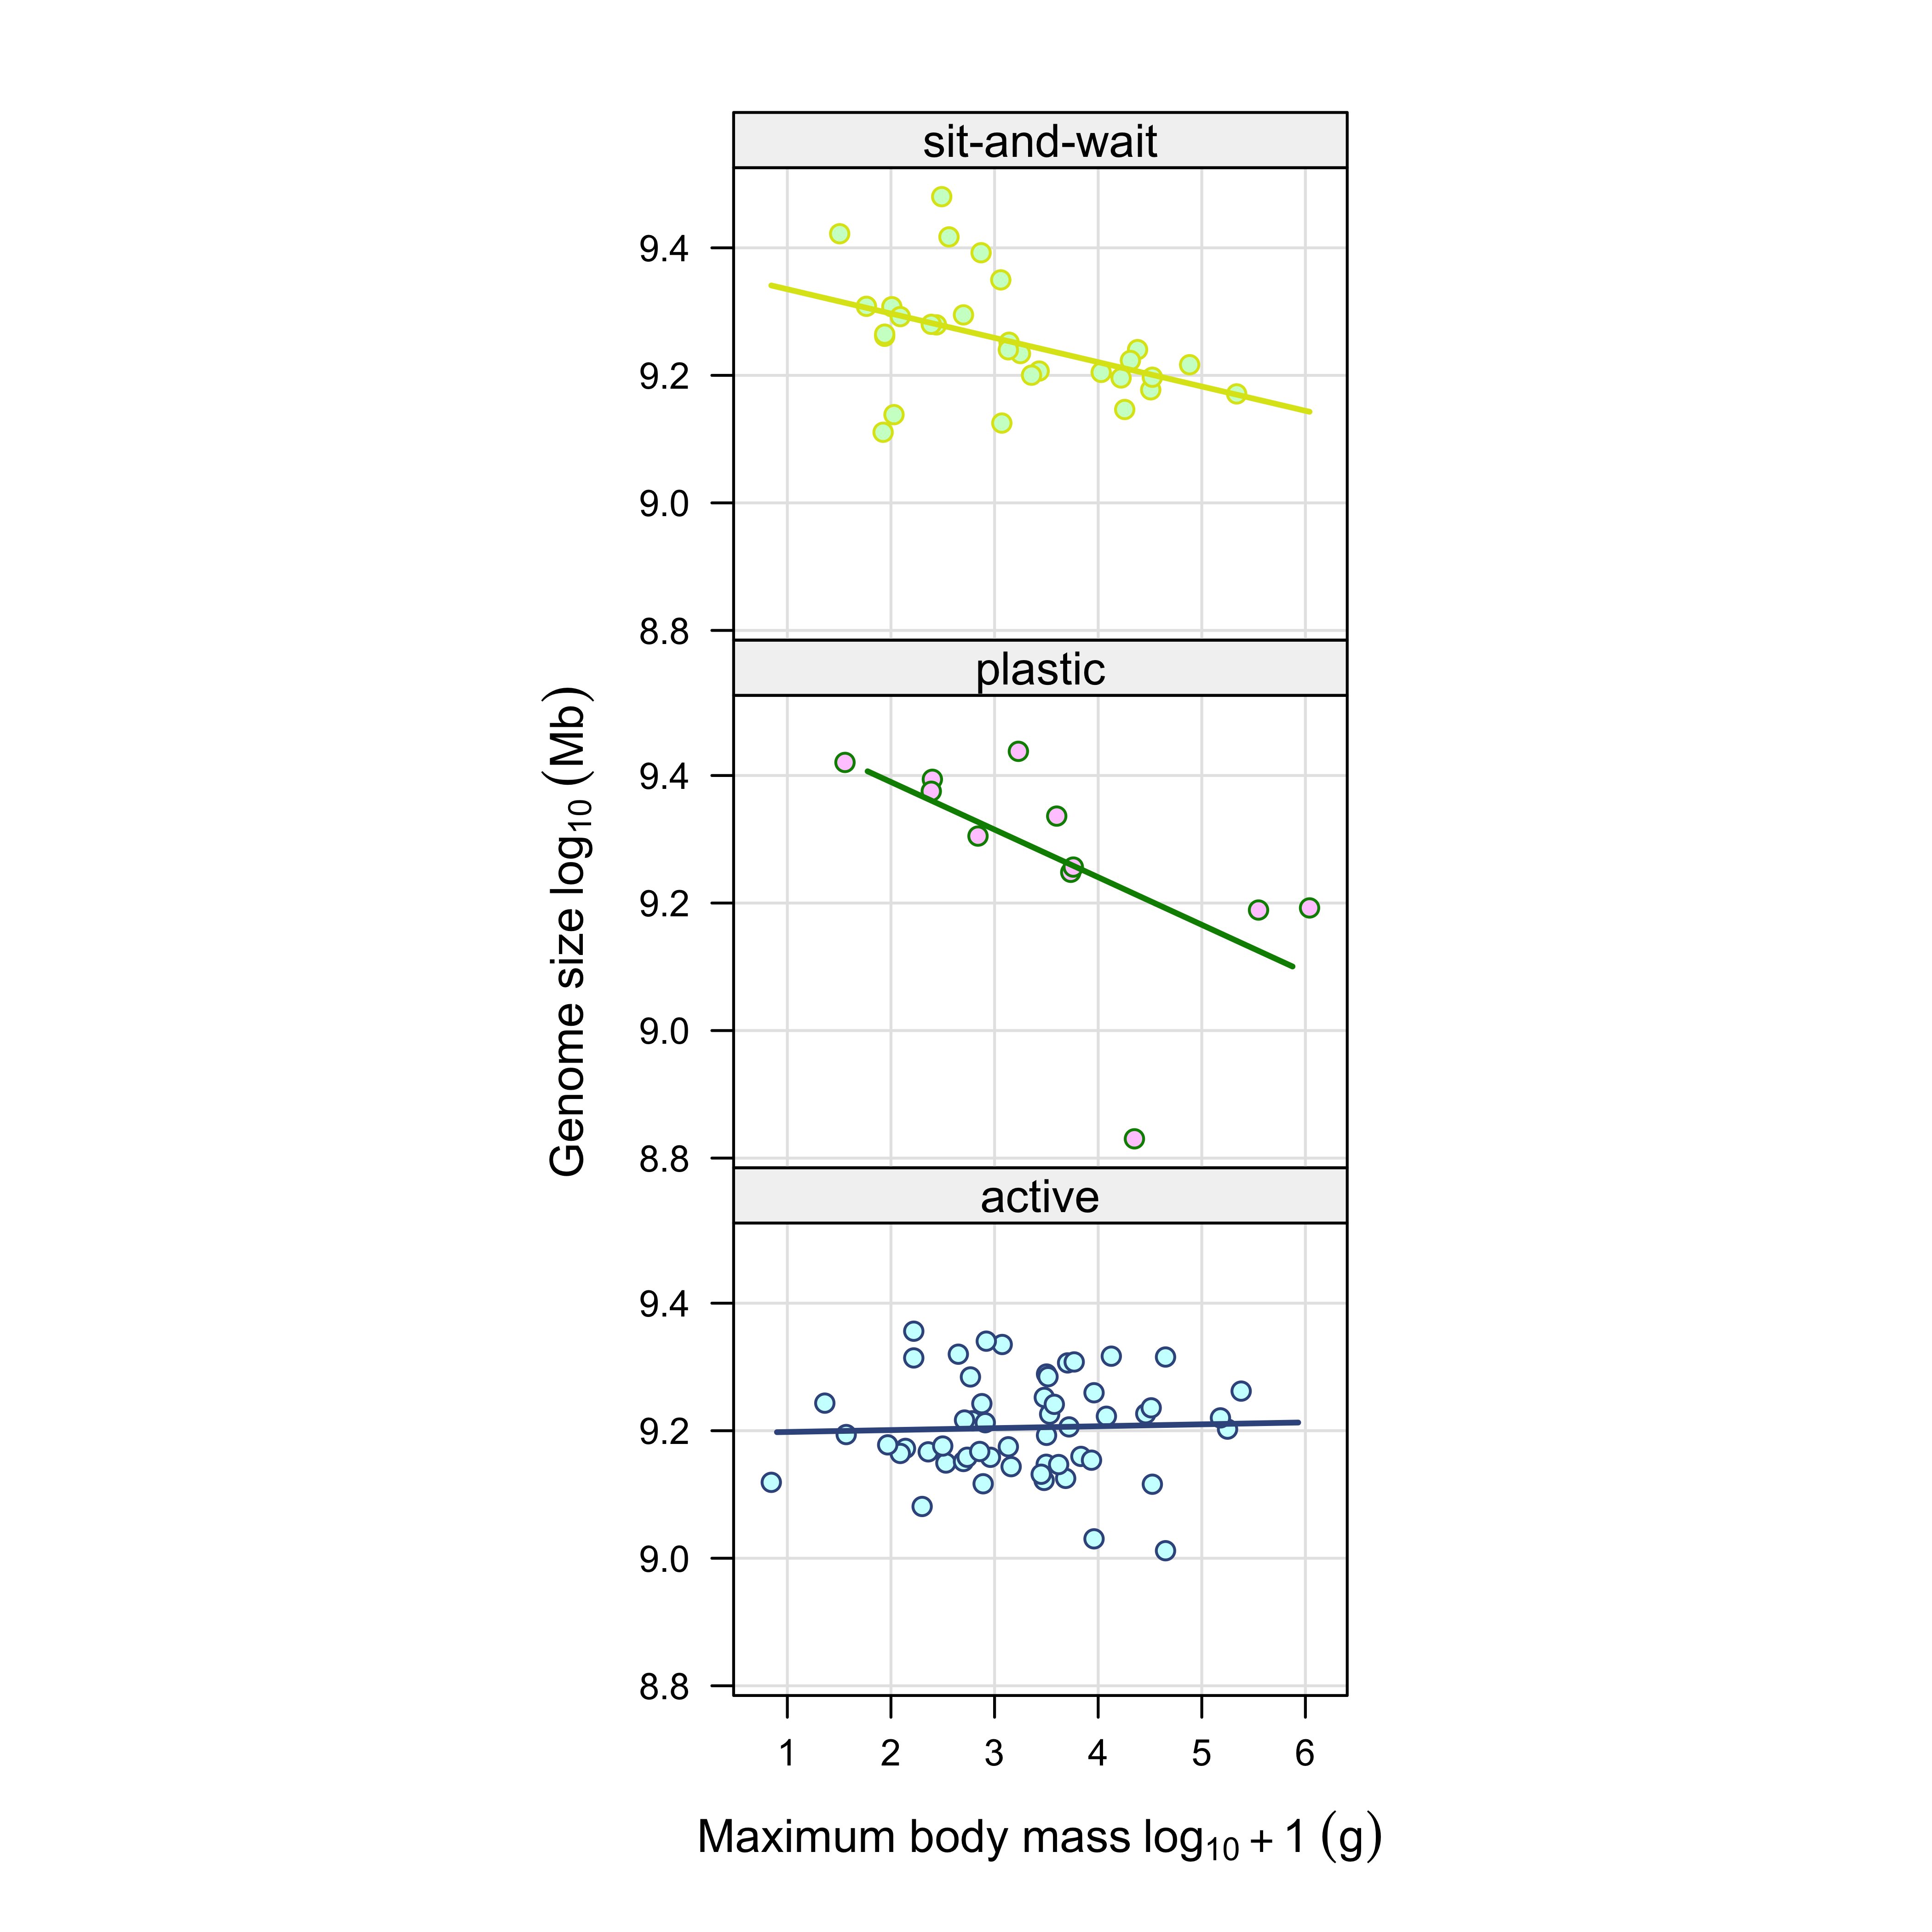 sit-and-wait
9.4
9.2
9.0
8.8
plastic
9.4
9.2
9.0
8.8
active
9.4
9.2
9.0
8.8
Genome size log₁₀ (Mb)
1 2 3 4 5 6
Maximum body mass log₁₀ + 1 (g)